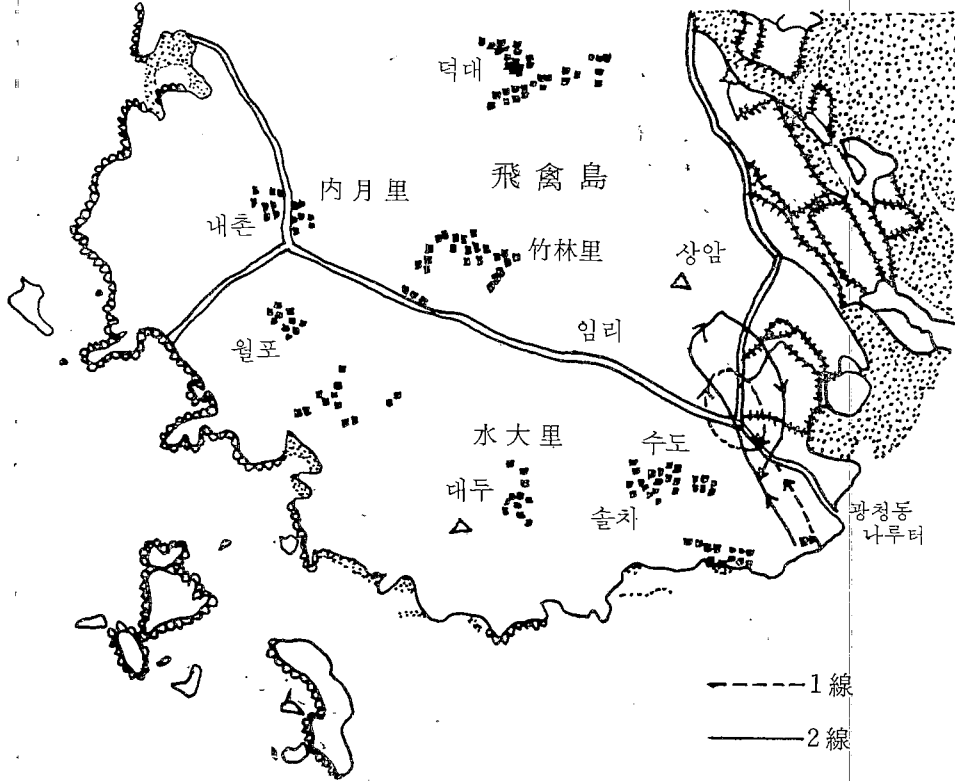 덕대
飛禽島
內月里
내촌
竹林里
상암
임리
월포
水大里
수도
대두
솔차
광청동
나루터
1線
2線